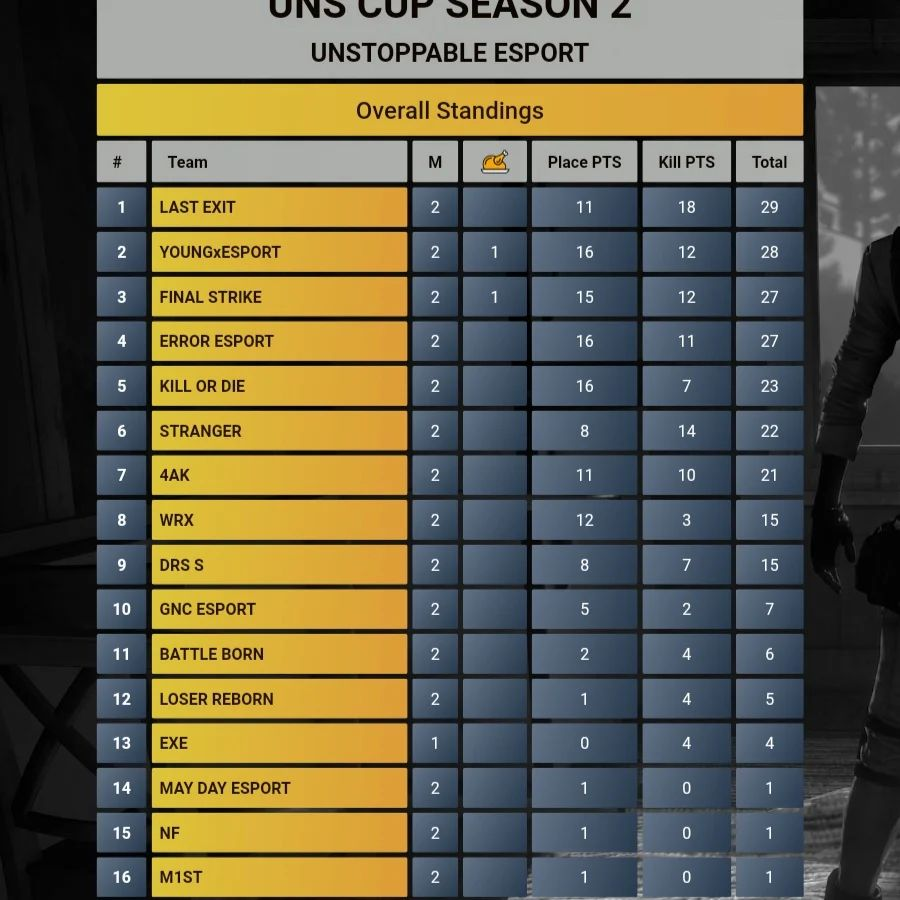 UNS CUP SEASON 2
UNSTOPPABLE ESPORT
Overall Standings
# Team M Place PTS Kill PTS Total
1 LAST EXIT 2 11 18 29
2 YOUNGxESPORT 2 1 16 12 28
3 FINAL STRIKE 2 1 15 12 27
4 ERROR ESPORT 2 16 11 27
5 KILL OR DIE 2 16 7 23
6 STRANGER 2 8 14 22
7 4AK 2 11 10 21
8 WRX 2 12 3 15
9 DRS S 2 8 7 15
10 GNC ESPORT 2 5 2 7
11 BATTLE BORN 2 2 4 6
12 LOSER REBORN 2 1 4 5
13 EXE 1 0 4 4
14 MAY DAY ESPORT 2 1 0 1
15 NF 2 1 0 1
16 M1ST 2 1 0 1